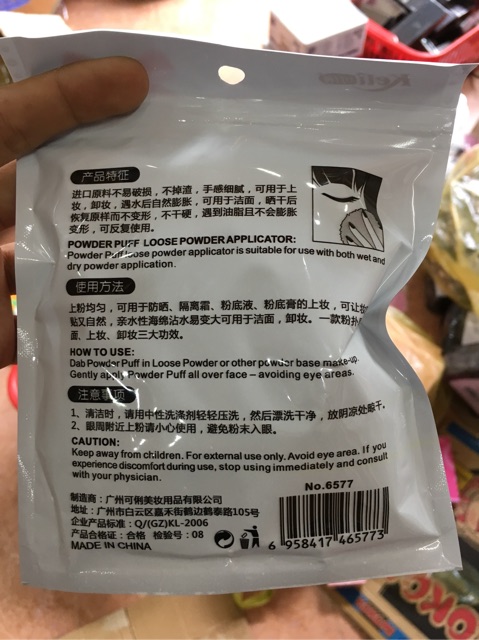 产品特征
进口原料不易破损，不掉渣，手感细腻，可用于上
妆，卸妆，遇水后自然膨胀，可用于洁面，晒干后
恢复原样而不变形，不干硬，遇到油脂且不会膨胀
变形，可反复使用。
POWDER PUFF LOOSE POWDER APPLICATOR:
Powder Puff loose powder applicator is suitable for use with both wet and
dry powder application.
使用方法
上粉均匀，可用于防晒、隔离霜、粉底液、粉底膏的上妆，可让妆
贴又自然，亲水性海绵沾水易变大可用于洁面，卸妆。一款粉扑
面、上妆、卸妆三大功效。
HOW TO USE:
Dab Powder Puff in Loose Powder or other powder base make-up.
Gently apply Powder Puff all over face – avoiding eye areas.
注意事项
1、清洁时，请用中性洗涤剂轻轻压洗，然后漂洗干净，放阴凉处晾干。
2、眼周附近上粉请小心使用，避免粉末入眼。
CAUTION:
Keep away from children. For external use only. Avoid eye area. If you
experience discomfort during use, stop using immediately and consult
with your physician.
No.6577
制造商：广州可俐美妆用品有限公司
地址：广州市白云区嘉禾街鹤边鹤泰路105号
企业产品标准：Q/(GZ)KL-2006
产品合格证：合格 检验号：08
MADE IN CHINA
6 958417 465773
OKO